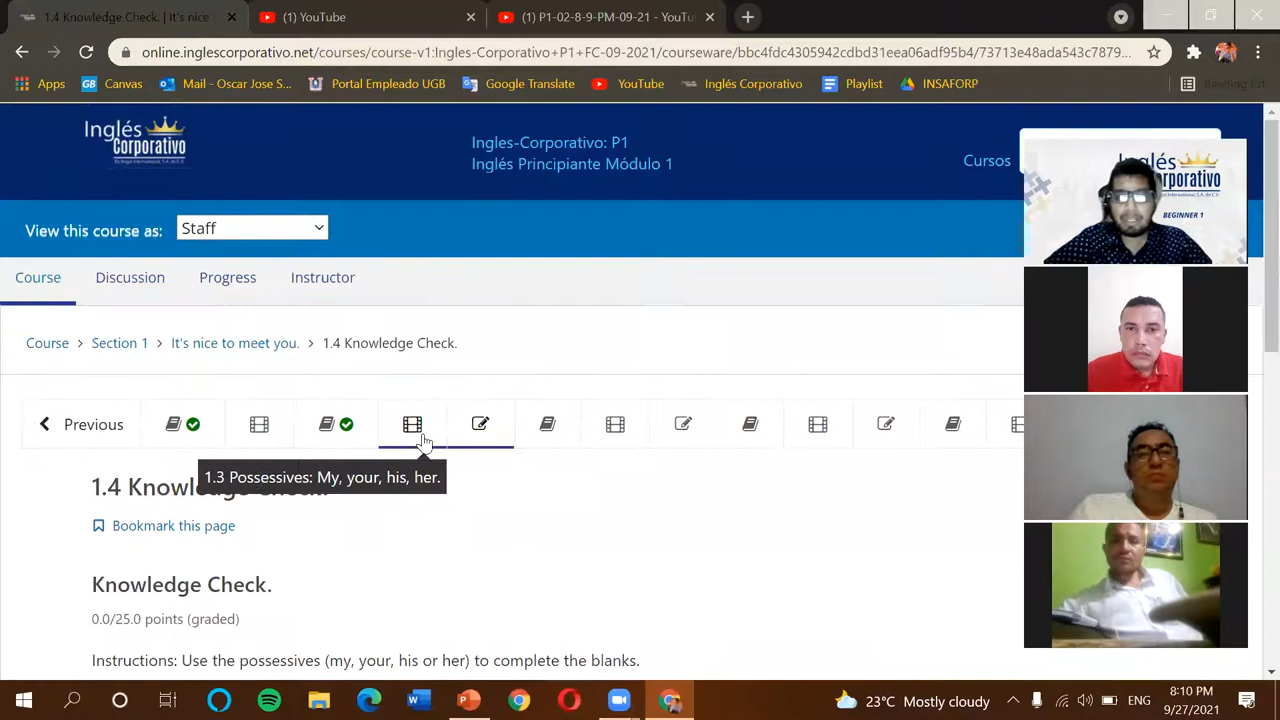 1.4 Knowledge Check. | It's nice
(1) YouTube
(1) P1-02-8-9-PM-09-21 - YouTu
online.inglescorporativo.net/courses/course-v1:Ingles-Corporativo+P1+FC-09-2021/courseware/bbc4fdc4305942cdbd31eea06adf95b4/73713e48ada543c7879...
Apps
Canvas
Mail - Oscar Jose S...
Portal Empleado UGB
Google Translate
YouTube
Inglés Corporativo
Playlist
INSAFORP
Reading list
Inglés
Corporativo
Ingles-Corporativo: P1
Inglés Principiante Módulo 1
Cursos
Inglés
rporativo
BEGINNER 1
View this course as:
Staff
Course
Discussion
Progress
Instructor
Course > Section 1 > It's nice to meet you. > 1.4 Knowledge Check.
Previous
1.3 Possessives: My, your, his, her.
1.4 Knowledge Check.
Bookmark this page
Knowledge Check.
0.0/25.0 points (graded)
Instructions: Use the possessives (my, your, his or her) to complete the blanks.
23°C Mostly cloudy
ENG
8:10 PM
9/27/2021